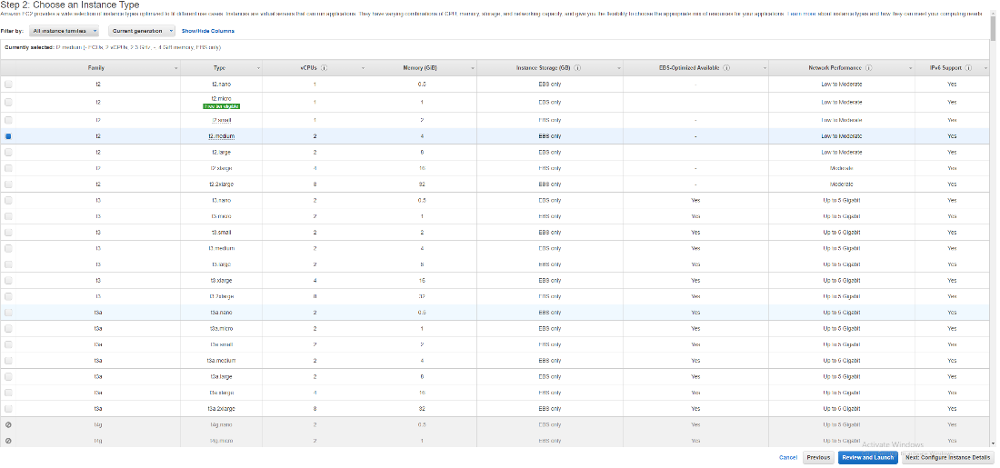 Step 2: Choose an Instance Type
Amazon EC2 provides a wide selection of instance types optimized to fit different use cases. Instances are virtual servers that can run applications. They have varying combinations of CPU, memory, storage, and networking capacity, and give you the flexibility to choose the appropriate mix of resources for your applications. Learn more about instance types and how they can meet your computing needs.
Filter by: All instance families Current generation Show/Hide Columns
Currently selected: t2.medium (- ECUs, 2 vCPUs, 2.3 GHz, -, 4 GiB memory, EBS only)
Family Type vCPUs Memory (GiB) Instance Storage (GB) EBS-Optimized Available Network Performance IPv6 Support
t2 t2.nano 1 0.5 EBS only - Low to Moderate Yes
t2 t2.micro 1 1 EBS only - Low to Moderate Yes
Free tier eligible
t2 t2.small 1 2 EBS only - Low to Moderate Yes
t2 t2.medium 2 4 EBS only - Low to Moderate Yes
t2 t2.large 2 8 EBS only - Low to Moderate Yes
t2 t2.xlarge 4 16 EBS only - Moderate Yes
t2 t2.2xlarge 8 32 EBS only - Moderate Yes
t3 t3.nano 2 0.5 EBS only Yes Up to 5 Gigabit Yes
t3 t3.micro 2 1 EBS only Yes Up to 5 Gigabit Yes
t3 t3.small 2 2 EBS only Yes Up to 5 Gigabit Yes
t3 t3.medium 2 4 EBS only Yes Up to 5 Gigabit Yes
t3 t3.large 2 8 EBS only Yes Up to 5 Gigabit Yes
t3 t3.xlarge 4 16 EBS only Yes Up to 5 Gigabit Yes
t3 t3.2xlarge 8 32 EBS only Yes Up to 5 Gigabit Yes
t3a t3a.nano 2 0.5 EBS only Yes Up to 5 Gigabit Yes
t3a t3a.micro 2 1 EBS only Yes Up to 5 Gigabit Yes
t3a t3a.small 2 2 EBS only Yes Up to 5 Gigabit Yes
t3a t3a.medium 2 4 EBS only Yes Up to 5 Gigabit Yes
t3a t3a.large 2 8 EBS only Yes Up to 5 Gigabit Yes
t3a t3a.xlarge 4 16 EBS only Yes Up to 5 Gigabit Yes
t3a t3a.2xlarge 8 32 EBS only Yes Up to 5 Gigabit Yes
t4g t4g.nano 2 0.5 EBS only Yes Up to 5 Gigabit Yes
t4g t4g.micro 2 1 EBS only Yes Up to 5 Gigabit Yes
Activate Windows
Cancel Previous Review and Launch Next: Configure Instance Details